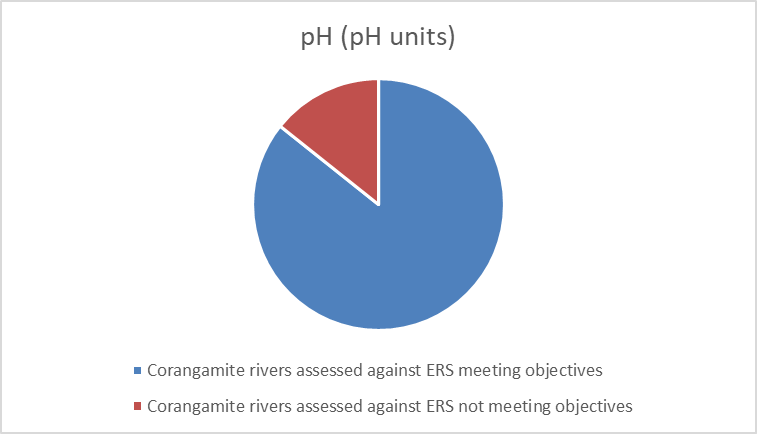 pH (pH units)
Corangamite rivers assessed against ERS meeting objectives
Corangamite rivers assessed against ERS not meeting objectives